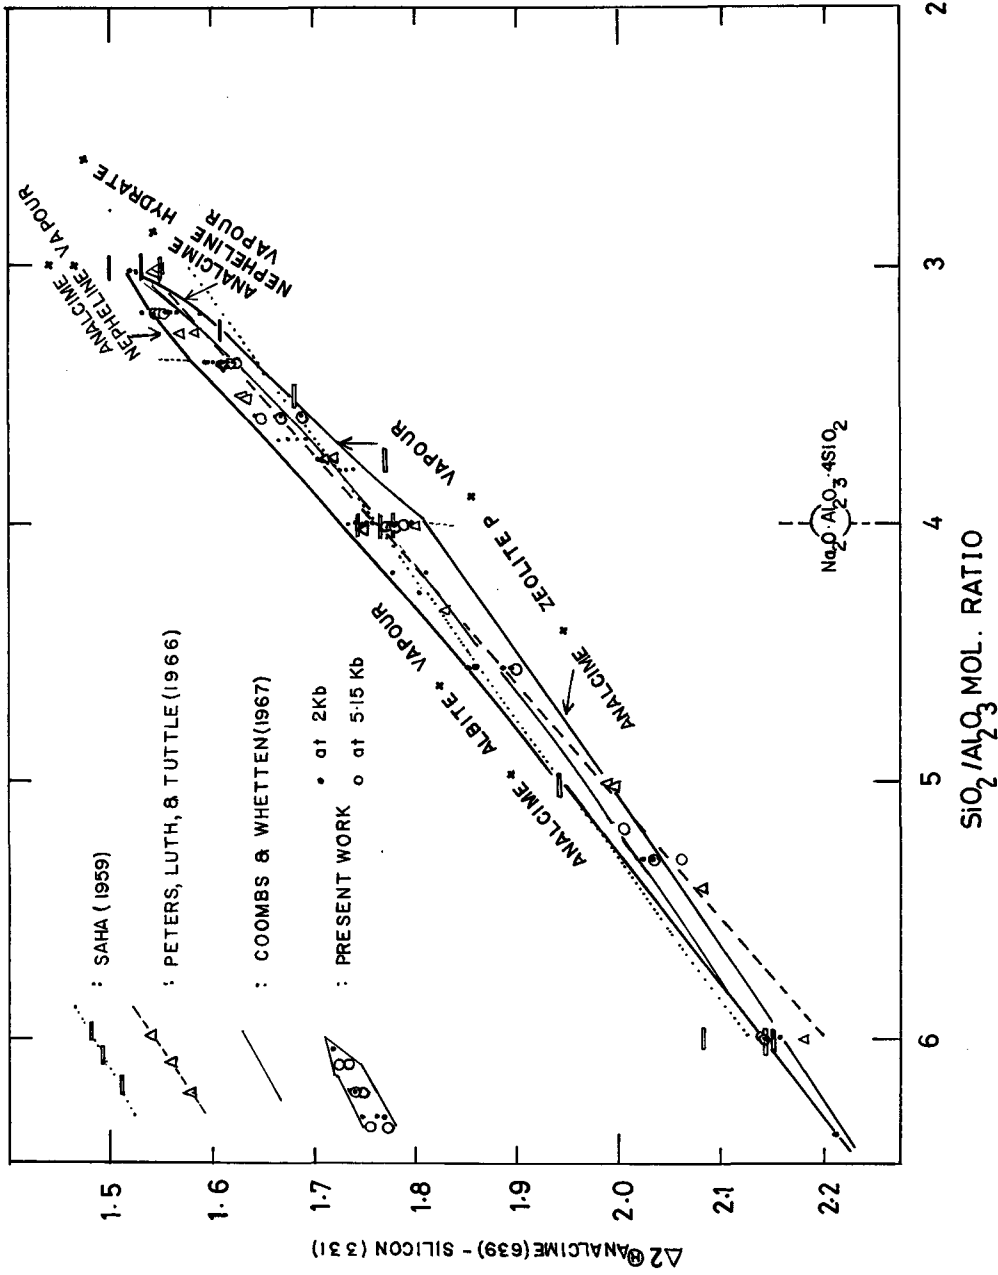 : SAHA (1959)
: PETERS, LUTH, & TUTTLE (1966)
: COOMBS & WHETTEN (1967)
: PRESENT WORK • at 2Kb
○ at 5·15 Kb
ANALCIME + NEPHELINE + VAPOUR
ANALCIME + NEPHELINE HYDRATE + VAPOUR
ANALCIME + ALBITE + VAPOUR
ANALCIME + ZEOLITE P + VAPOUR
Na₂O·Al₂O₃·4SiO₂
1·5
1·6
1·7
1·8
1·9
2·0
2·1
2·2
Δ2Θ ANALCIME (639) – SILICON (331)
6
5
4
3
2
SiO₂/Al₂O₃ MOL. RATIO